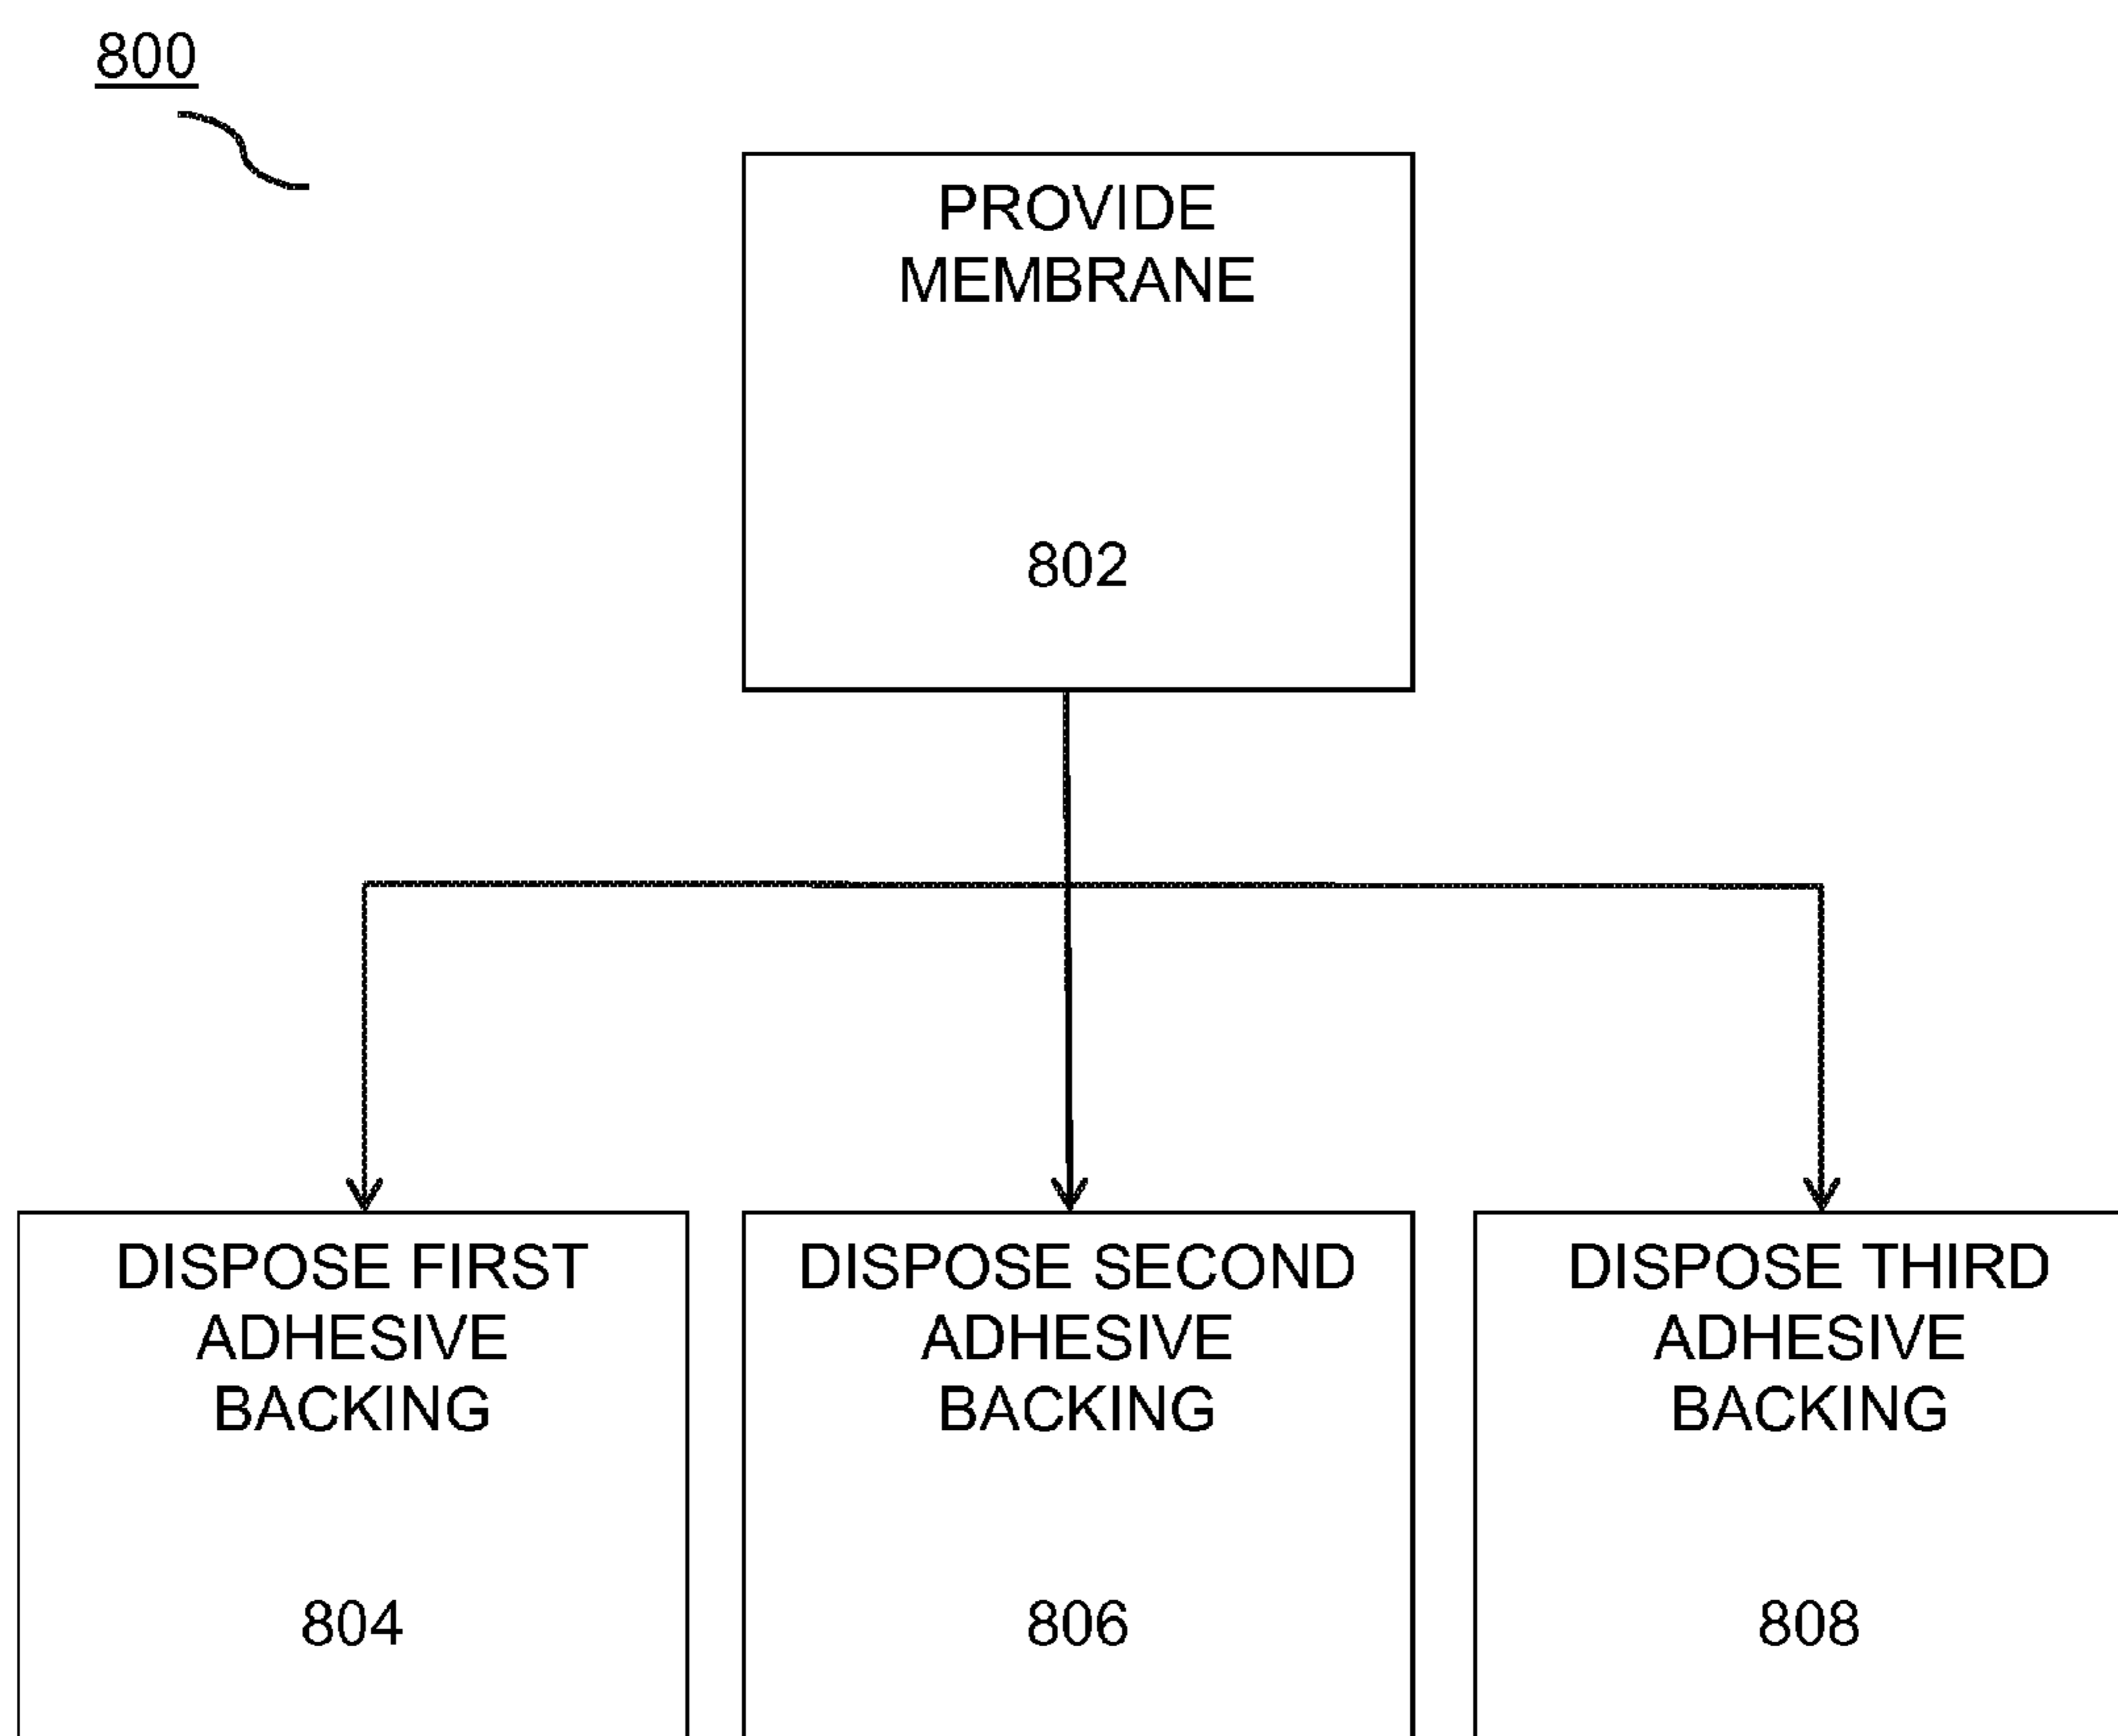 800
PROVIDE
MEMBRANE
802
DISPOSE FIRST
ADHESIVE
BACKING
804
DISPOSE SECOND
ADHESIVE
BACKING
806
DISPOSE THIRD
ADHESIVE
BACKING
808